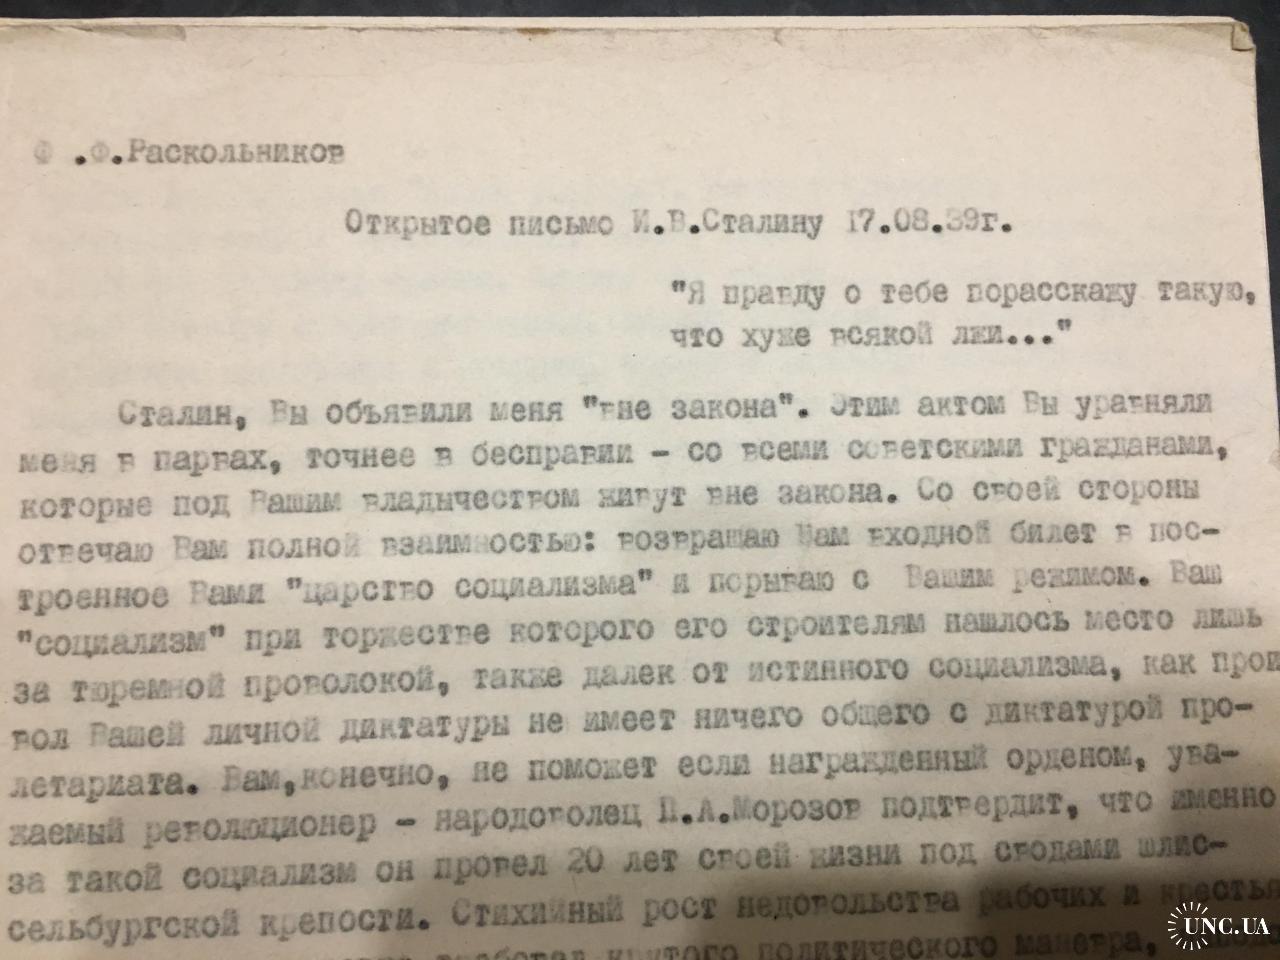 Ф .Ф.Раскольников
Открытое письмо И.В.Сталину 17.08.39г.
"Я правду о тебе порасскажу такую,
что хуже всякой лжи..."
Сталин, Вы объявили меня "вне закона". Этим актом Вы уравняли
меня в парвах, точнее в бесправии - со всеми советскими гражданами,
которые под Вашим владычеством живут вне закона. Со своей стороны
отвечаю Вам полной взаимностью: возвращаю Вам входной билет в пос-
троенное Вами "царство социализма" и порываю с Вашим режимом. Ваш
"социализм" при торжестве которого его строителям нашлось место лишь
за тюремной проволокой, также далек от истинного социализма, как прои
вол Вашей личной диктатуры не имеет ничего общего с диктатурой про-
летариата. Вам,конечно, не поможет если награжденный орденом, ува-
жаемый революционер - народоволец П.А.Морозов подтвердит, что именно
за такой социализм он провел 20 лет своей жизни под сводами шлис-
сельбургской крепости. Стихийный рост недовольства рабочих и крестья
крутого политического маневра,
UNC.UA